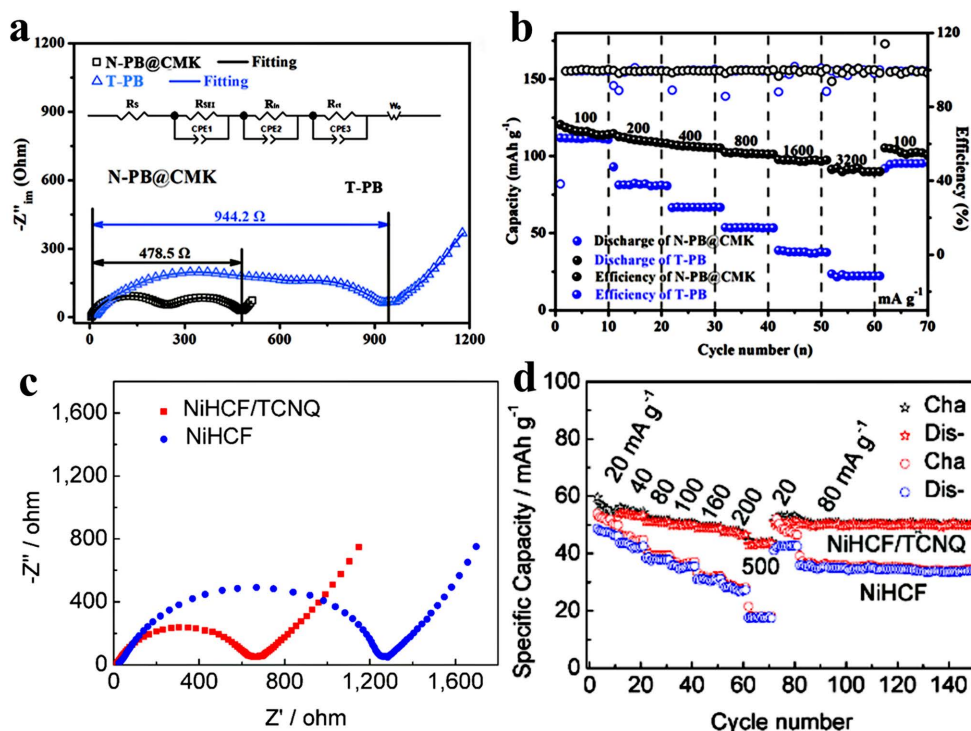 a
1200
900
600
300
0
-Z''im (Ohm)
N-PB@CMK Fitting
T-PB Fitting
Rs RSEI Rin Rct Wo
CPE1 CPE2 CPE3
N-PB@CMK T-PB
944.2 Ω
478.5 Ω
0 300 600 900 1200
b
Capacity (mAh g-1)
150
100
50
0
100 200 400 800 1600 3200 100
Discharge of N-PB@CMK
Discharge of T-PB
Efficiency of N-PB@CMK
Efficiency of T-PB
mA g-1
120
80
40
0
Efficiency (%)
0 10 20 30 40 50 60 70
Cycle number (n)
c
1,600
1,200
800
400
0
-Z'' / ohm
NiHCF/TCNQ
NiHCF
0 400 800 1,200 1,600
Z' / ohm
d
100
80
60
40
20
0
Specific Capacity / mAh g-1
20 mA g-1
40
80
100
160
200
500
20
80 mA g-1
Cha
Dis-
Cha
Dis-
NiHCF/TCNQ
NiHCF
0 20 40 60 80 100 120 140
Cycle number